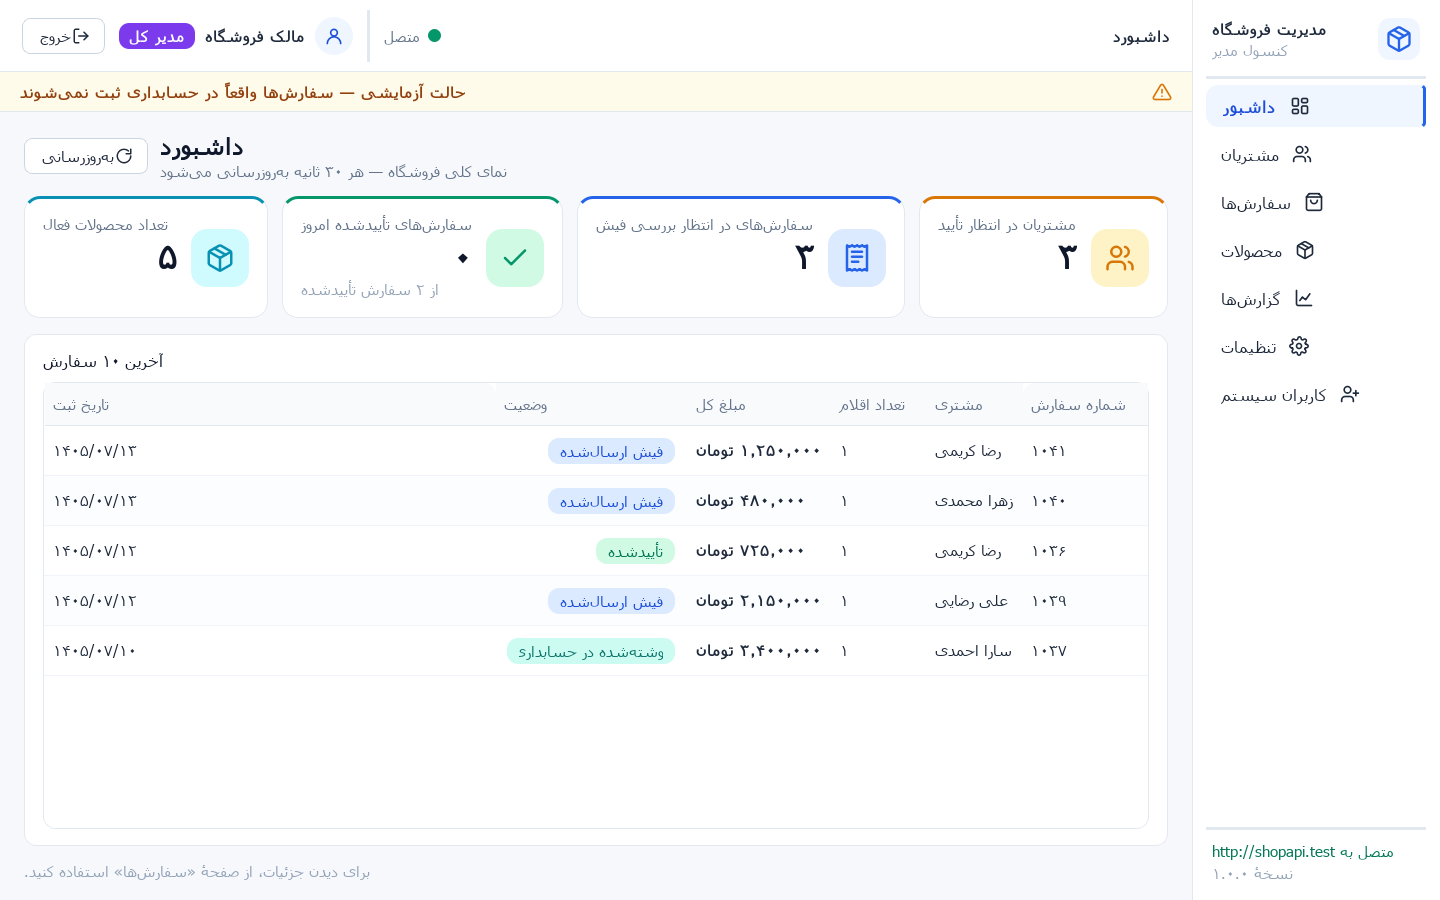 مدیریت فروشگاه
کنسول مدیر
داشبور
مشتریان
سفارش‌ها
محصولات
گزارش‌ها
تنظیمات
کاربران سیستم
متصل به http://shopapi.test
نسخهٔ ۱.۰.۰
داشبورد
متصل
مالک فروشگاه
مدیر کل
خروج
حالت آزمایشی — سفارش‌ها واقعاً در حسابداری ثبت نمی‌شوند
داشبورد
نمای کلی فروشگاه — هر ۳۰ ثانیه به‌روزرسانی می‌شود
به‌روزرسانی
مشتریان در انتظار تأیید
۳
سفارش‌های در انتظار بررسی فیش
۳
سفارش‌های تأییدشده امروز
۰
از ۲ سفارش تأییدشده
تعداد محصولات فعال
۵
آخرین ۱۰ سفارش
شماره سفارش مشتری تعداد اقلام مبلغ کل وضعیت تاریخ ثبت
۱۰۴۱ رضا کریمی ۱ ۱,۲۵۰,۰۰۰ تومان فیش ارسال‌شده ۱۴۰۵/۰۷/۱۳
۱۰۴۰ زهرا محمدی ۱ ۴۸۰,۰۰۰ تومان فیش ارسال‌شده ۱۴۰۵/۰۷/۱۳
۱۰۳۶ رضا کریمی ۱ ۷۲۵,۰۰۰ تومان تأییدشده ۱۴۰۵/۰۷/۱۲
۱۰۳۹ علی رضایی ۱ ۲,۱۵۰,۰۰۰ تومان فیش ارسال‌شده ۱۴۰۵/۰۷/۱۲
۱۰۳۷ سارا احمدی ۱ ۳,۴۰۰,۰۰۰ تومان وشته‌شده در حسابداری ۱۴۰۵/۰۷/۱۰
برای دیدن جزئیات، از صفحهٔ «سفارش‌ها» استفاده کنید.